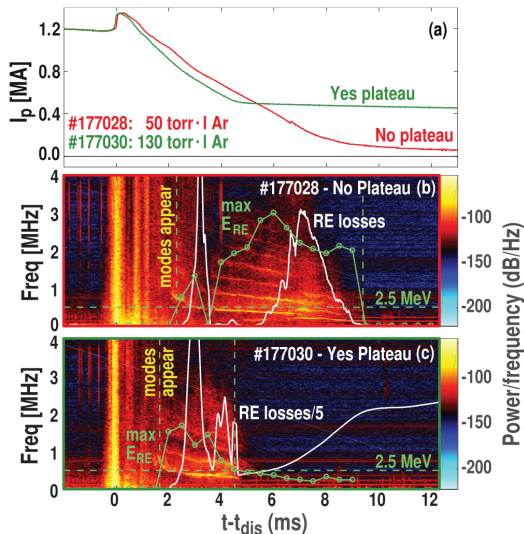 (a)
1.2
0.8
0.4
0.0
I_p [MA]
Yes plateau
No plateau
#177028: 50 torr·l Ar
#177030: 130 torr·l Ar
4
3
2
1
0
Freq [MHz]
#177028 - No Plateau (b)
modes appear
max
E_RE
RE losses
2.5 MeV
-100
-150
-200
4
3
2
1
0
Freq [MHz]
#177030 - Yes Plateau (c)
modes
appear
max
E_RE
RE losses/5
2.5 MeV
-100
-150
-200
Power/frequency (dB/Hz)
0 2 4 6 8 10 12
t-t_dis (ms)